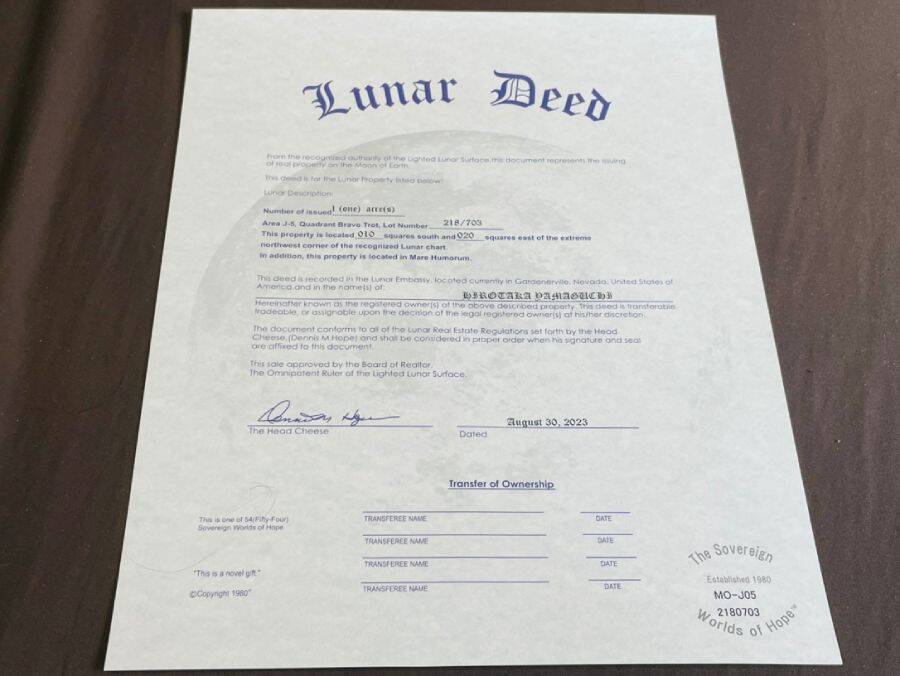 Lunar Deed
From the recognized authority of the Lighted Lunar Surface, this document represents the issuing
of real property on the Moon of Earth.
This deed is for the Lunar Property listed below:
Lunar Description:
Number of issued 1 (one) acre(s)
Area J-5, Quadrant Bravo Trot, Lot Number 218/703
This property is located 010 squares south and 020 squares east of the extreme
northwest corner of the recognized Lunar chart.
In addition, this property is located in Mare Humorum.
This deed is recorded in the Lunar Embassy, located currently in Gardenerville, Nevada, United States of
America and in the name(s) of:
HIROTAKA YAMAGUCHI
Hereinafter known as the registered owner(s) of the above described property. This deed is transferable,
tradeable, or assignable upon the decision of the legal registered owner(s) at his/her discretion.
The document conforms to all of the Lunar Real Estate Regulations set forth by the Head
Cheese, (Dennis M.Hope) and shall be considered in proper order when his signature and seal
are affixed to this document.
This sale approved by the Board of Realtor.
The Omnipotent Ruler of the Lighted Lunar Surface.
Dennis M Hope
The Head Cheese
August 30, 2023
Dated
Transfer of Ownership
TRANSFEREE NAME DATE
TRANSFEREE NAME DATE
TRANSFEREE NAME DATE
TRANSFEREE NAME DATE
This is one of 54(Fifty-Four)
Sovereign Worlds of Hope
"This is a novel gift."
©Copyright 1980"
The Sovereign
Established 1980
MO-J05
2180703
Worlds of Hope™